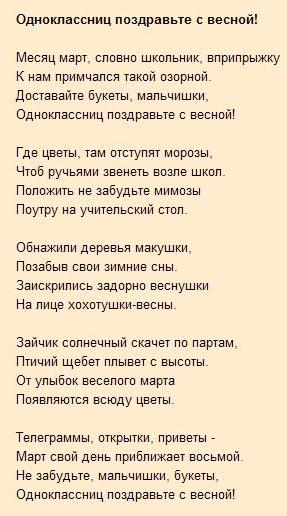 Одноклассниц поздравьте с весной!
Месяц март, словно школьник, вприпрыжку
К нам примчался такой озорной.
Доставайте букеты, мальчишки,
Одноклассниц поздравьте с весной!
Где цветы, там отступят морозы,
Чтоб ручьями звенеть возле школ.
Положить не забудьте мимозы
Поутру на учительский стол.
Обнажили деревья макушки,
Позабыв свои зимние сны.
Заискрились задорно веснушки
На лице хохотушки-весны.
Зайчик солнечный скачет по партам,
Птичий щебет плывет с высоты.
От улыбок веселого марта
Появляются всюду цветы.
Телеграммы, открытки, приветы -
Март свой день приближает восьмой.
Не забудьте, мальчишки, букеты,
Одноклассниц поздравьте с весной!